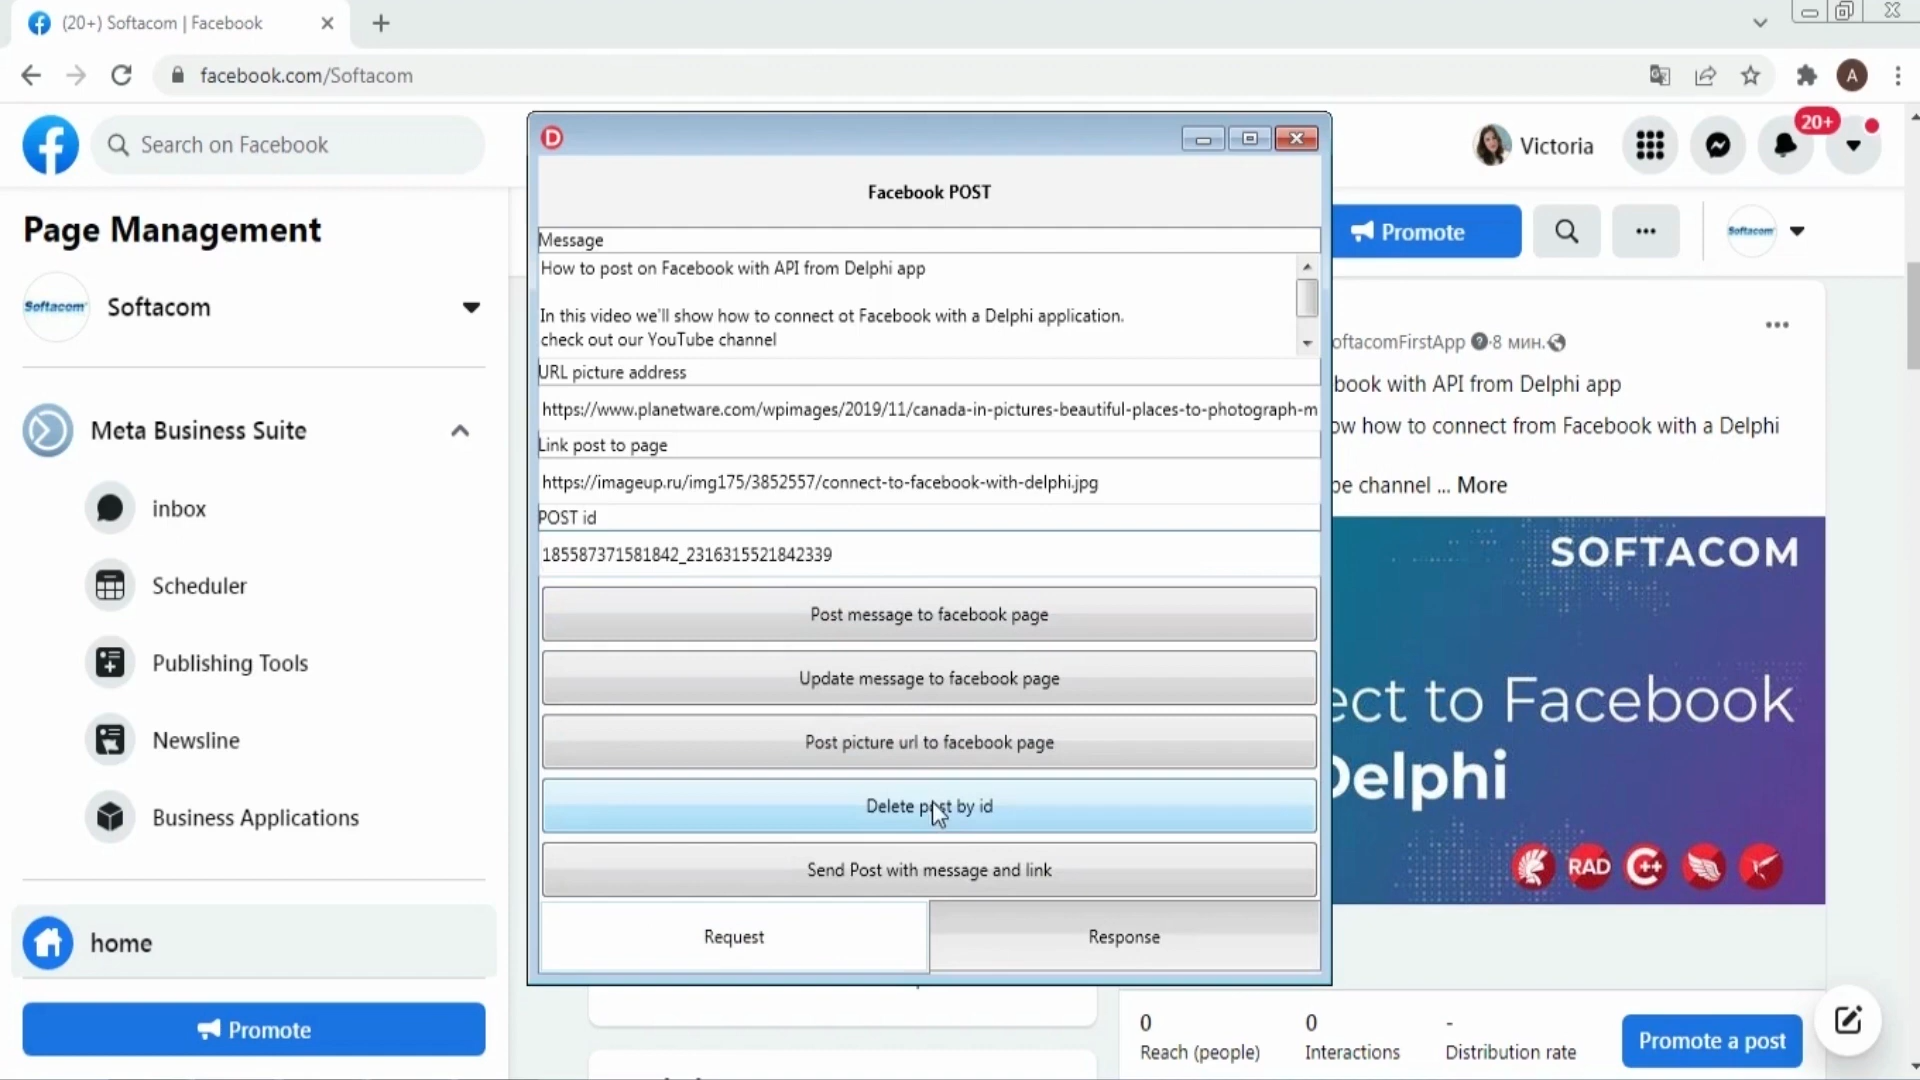 (20+) Softacom | Facebook
facebook.com/Softacom
A
Search on Facebook
Victoria
20+
Page Management
Softacom
Softacom
Meta Business Suite
inbox
Scheduler
Publishing Tools
Newsline
Business Applications
home
Promote
D
Facebook POST
Message
How to post on Facebook with API from Delphi app
In this video we'll show how to connect ot Facebook with a Delphi application.
check out our YouTube channel
URL picture address
https://www.planetware.com/wpimages/2019/11/canada-in-pictures-beautiful-places-to-photograph-m
Link post to page
https://imageup.ru/img175/3852557/connect-to-facebook-with-delphi.jpg
POST id
185587371581842_2316315521842339
Post message to facebook page
Update message to facebook page
Post picture url to facebook page
Delete post by id
Send Post with message and link
Request
Response
Promote
Softacom
oftacomFirstApp · 8 мин.
book with API from Delphi app
ow how to connect from Facebook with a Delphi
be channel ... More
SOFTACOM
ect to Facebook
Delphi
RAD
C++
0
Reach (people)
0
Interactions
-
Distribution rate
Promote a post